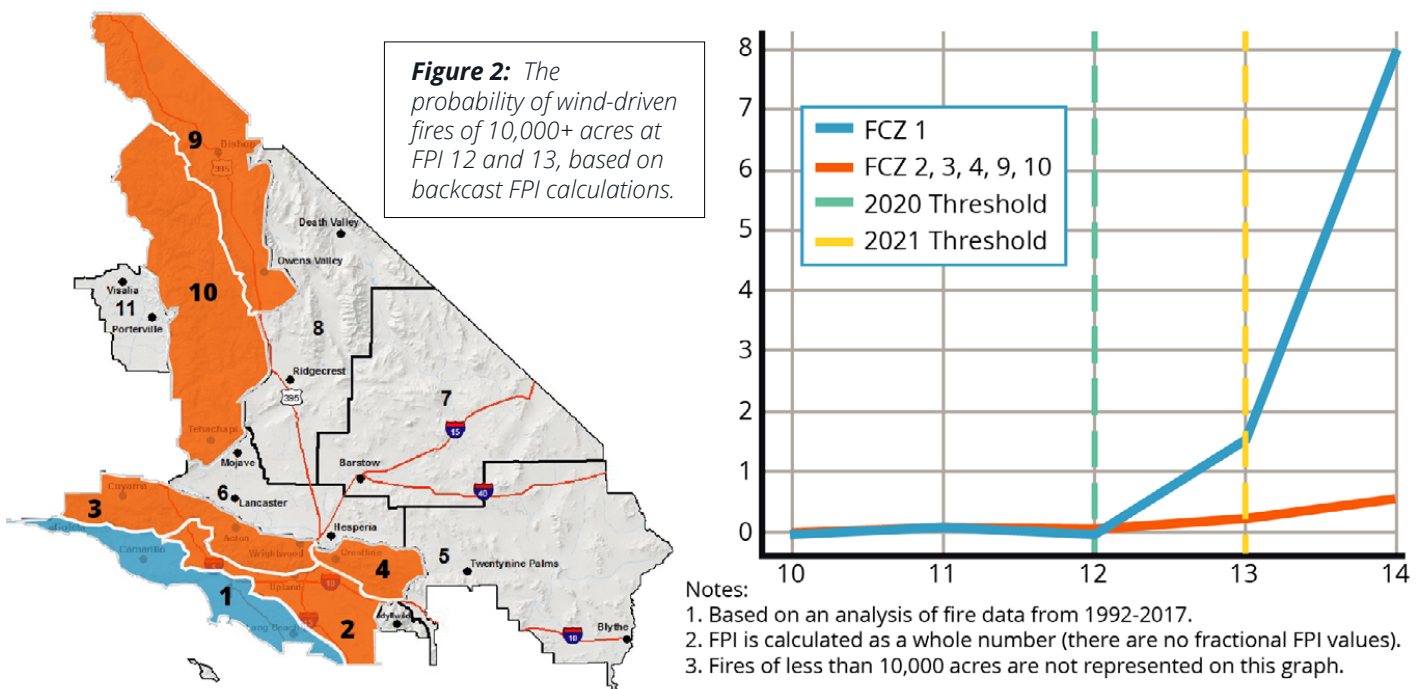 Figure 2: The
probability of wind-driven
fires of 10,000+ acres at
FPI 12 and 13, based on
backcast FPI calculations.
9
Bishop
395
Death Valley
Owens Valley
10
Visalia
11
Porterville
8
Ridgecrest
395
7
15
Tehachapi
Mojave
Barstow
40
6
Lancaster
Cuyama
3
Hesperia
Goleta
Acton
Camarillo
Wrightwood
Crestline
5
Twentynine Palms
4
Upland
10
1
Long Beach
2
Idyllwild
10
Blythe
8
7
6
5
4
3
2
1
0
FCZ 1
FCZ 2, 3, 4, 9, 10
2020 Threshold
2021 Threshold
10 11 12 13 14
Notes:
1. Based on an analysis of fire data from 1992-2017.
2. FPI is calculated as a whole number (there are no fractional FPI values).
3. Fires of less than 10,000 acres are not represented on this graph.